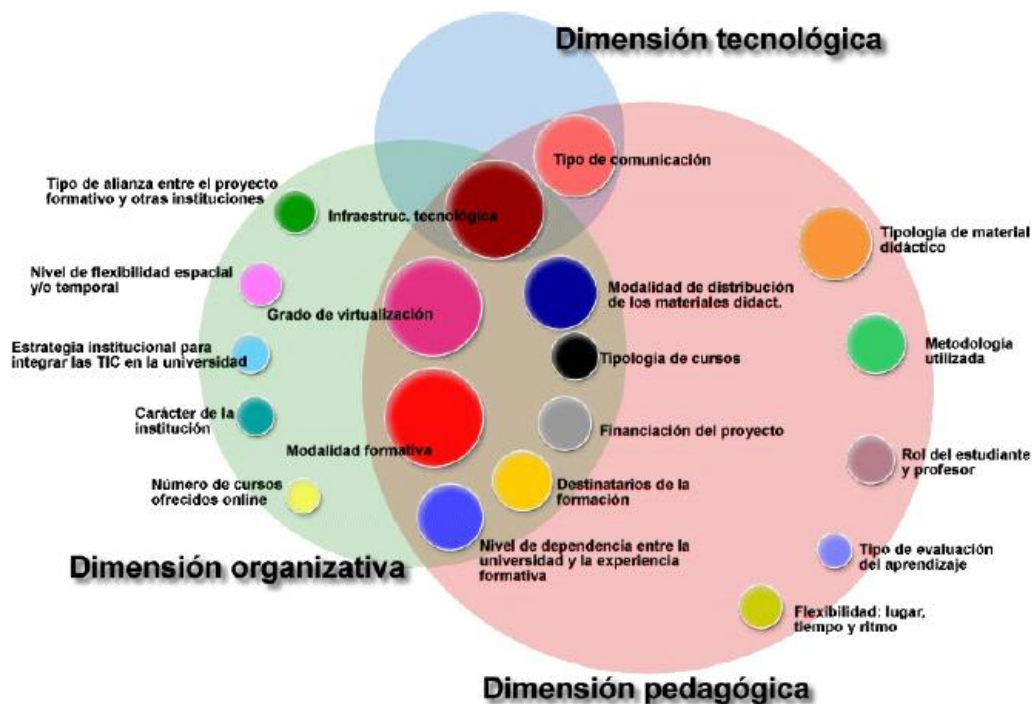 Dimensión tecnológica
Tipo de comunicación
Tipo de alianza entre el proyecto
formativo y otras instituciones
Infraestruc. tecnológica
Tipología de material
didáctico
Nivel de flexibilidad espacial
y/o temporal
Grado de virtualización
Modalidad de distribución
de los materiales didact.
Estrategia institucional para
integrar las TIC en la universidad
Tipología de cursos
Metodología
utilizada
Carácter de la
institución
Modalidad formativa
Financiación del proyecto
Rol del estudiante
y profesor
Número de cursos
ofrecidos online
Destinatarios de la
formación
Dimensión organizativa
Nivel de dependencia entre la
universidad y la experiencia
formativa
Tipo de evaluación
del aprendizaje
Flexibilidad: lugar,
tiempo y ritmo
Dimensión pedagógica